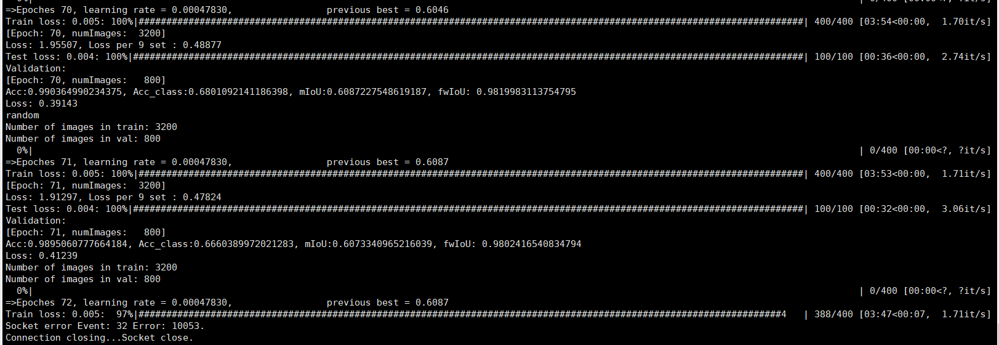 0%| | 0/400 [00:00<?, ?it/s]
=>Epoches 70, learning rate = 0.00047830, previous best = 0.6046
Train loss: 0.005: 100%|########################################################################################################################| 400/400 [03:54<00:00, 1.70it/s]
[Epoch: 70, numImages: 3200]
Loss: 1.95507, Loss per 9 set : 0.48877
Test loss: 0.004: 100%|#########################################################################################################################| 100/100 [00:36<00:00, 2.74it/s]
Validation:
[Epoch: 70, numImages: 800]
Acc:0.990364990234375, Acc_class:0.6801092141186398, mIoU:0.6087227548619187, fwIoU: 0.9819983113754795
Loss: 0.39143
random
Number of images in train: 3200
Number of images in val: 800
0%| | 0/400 [00:00<?, ?it/s]
=>Epoches 71, learning rate = 0.00047830, previous best = 0.6087
Train loss: 0.005: 100%|########################################################################################################################| 400/400 [03:53<00:00, 1.71it/s]
[Epoch: 71, numImages: 3200]
Loss: 1.91297, Loss per 9 set : 0.47824
Test loss: 0.004: 100%|#########################################################################################################################| 100/100 [00:32<00:00, 3.06it/s]
Validation:
[Epoch: 71, numImages: 800]
Acc:0.9895060777664184, Acc_class:0.6660389972021283, mIoU:0.6073340965216039, fwIoU: 0.9802416540834794
Loss: 0.41239
Number of images in train: 3200
Number of images in val: 800
0%| | 0/400 [00:00<?, ?it/s]
=>Epoches 72, learning rate = 0.00047830, previous best = 0.6087
Train loss: 0.005: 97%|####################################################################################################################4 | 388/400 [03:47<00:07, 1.71it/s]
Socket error Event: 32 Error: 10053.
Connection closing...Socket close.